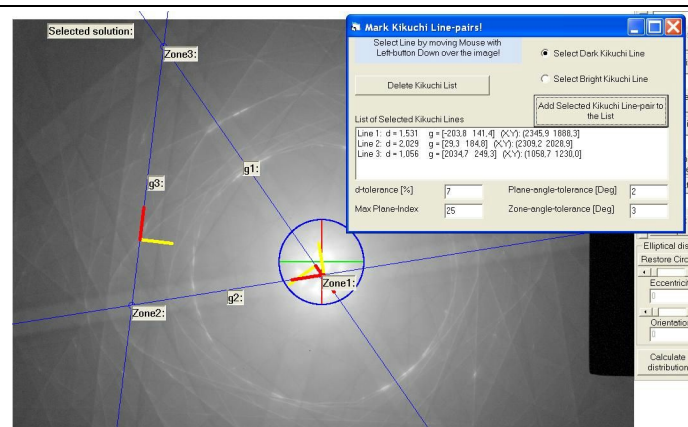 Selected solution:
Zone3:
g1:
g3:
g2:
Zone1:
Zone2:
Mark Kikuchi Line-pairs!
Select Line by moving Mouse with
Left-button Down over the image!
Select Dark Kikuchi Line
Select Bright Kikuchi Line
Delete Kikuchi List
Add Selected Kikuchi Line-pair to
the List
List of Selected Kikuchi Lines
Line 1: d = 1,531 g = [-203,8 141,4] (X,Y): (2345,9 1888,3]
Line 2: d = 2,029 g = [29,3 184,8] (X,Y): (2309,2 2028,9]
Line 3: d = 1,056 g = [2034,7 249,3] (X,Y): (1058,7 1230,0]
d-tolerance [%] 7 Plane-angle-tolerance [Deg] 2
Max Plane-Index 25 Zone-angle-tolerance [Deg] 3
Elliptical dis
Restore Circ
Eccentricit
0
Orientation
0
Calculate
distribution